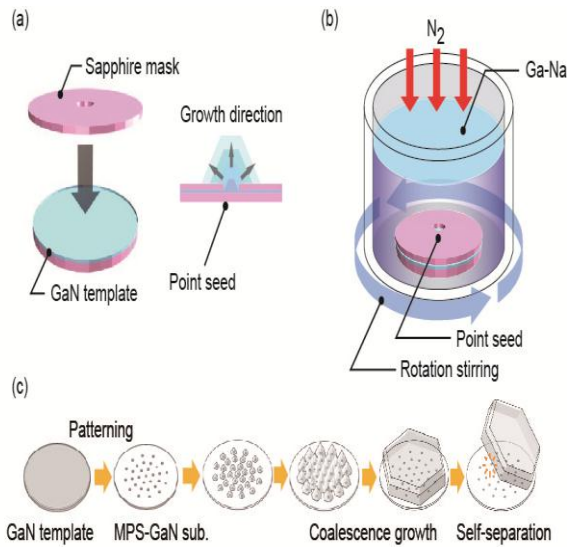 (a)
Sapphire mask
Growth direction
GaN template
Point seed
(b)
N2
Ga-Na
Point seed
Rotation stirring
(c)
Patterning
GaN template
MPS-GaN sub.
Coalescence growth
Self-separation